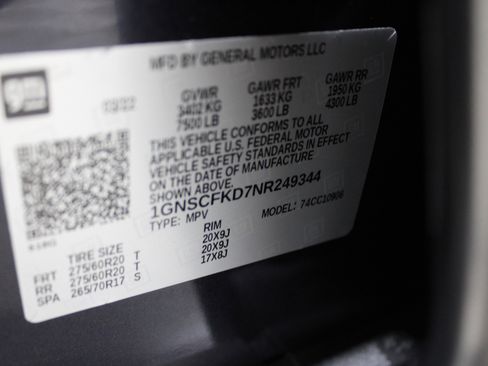 MFD BY GENERAL MOTORS LLC
gm
03/22
GVWR
3402 KG
7500 LB
GAWR FRT
1633 KG
3600 LB
GAWR RR
1950 KG
4300 LB
THIS VEHICLE CONFORMS TO ALL
APPLICABLE U.S. FEDERAL MOTOR
VEHICLE SAFETY STANDARDS IN EFFECT
ON THE DATE OF MANUFACTURE
SHOWN ABOVE.
1GNSCFKD7NR249344
TYPE: MPV
MODEL: 74CC10906
TIRE SIZE
RIM
FRT 275/60R20 T 20X9J
RR 275/60R20 T 20X9J
SPA 265/70R17 S 17X8J